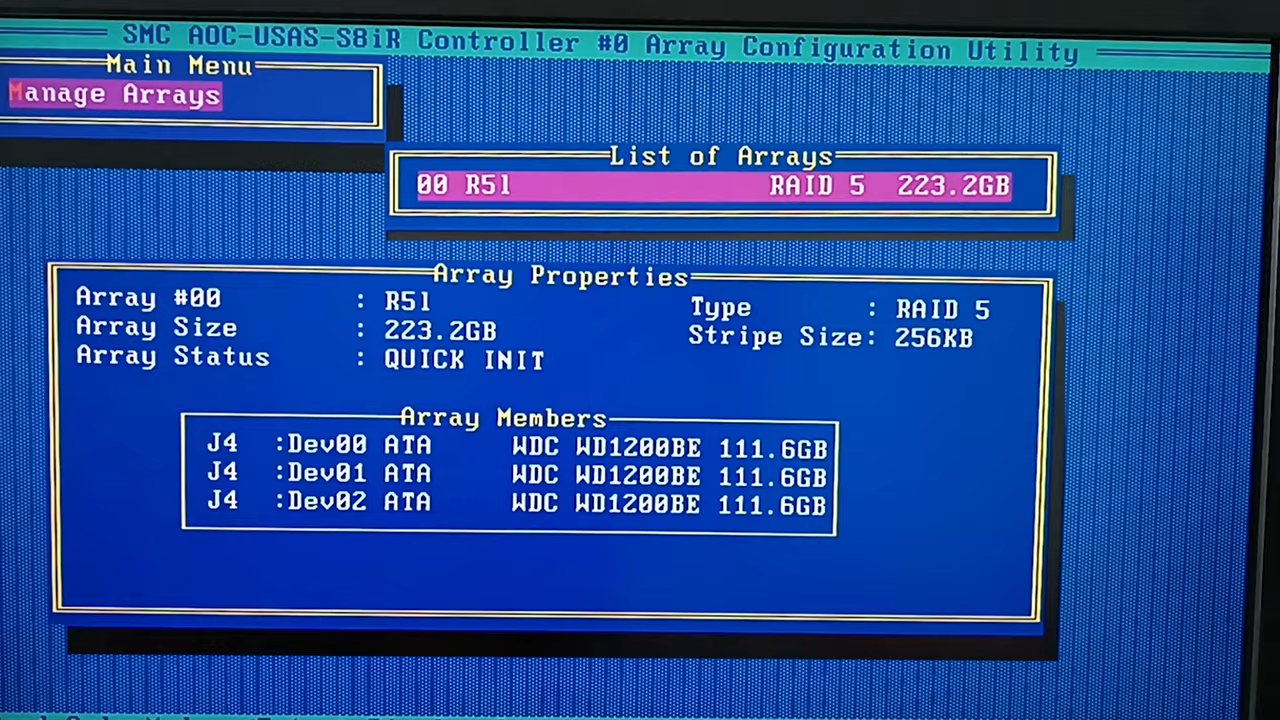 SMC AOC-USAS-S8iR Controller #0 Array Configuration Utility
Main Menu
Manage Arrays
List of Arrays
00 R51 RAID 5 223.2GB
Array Properties
Array #00 : R51 Type : RAID 5
Array Size : 223.2GB Stripe Size: 256KB
Array Status : QUICK INIT
Array Members
J4 :Dev00 ATA WDC WD1200BE 111.6GB
J4 :Dev01 ATA WDC WD1200BE 111.6GB
J4 :Dev02 ATA WDC WD1200BE 111.6GB